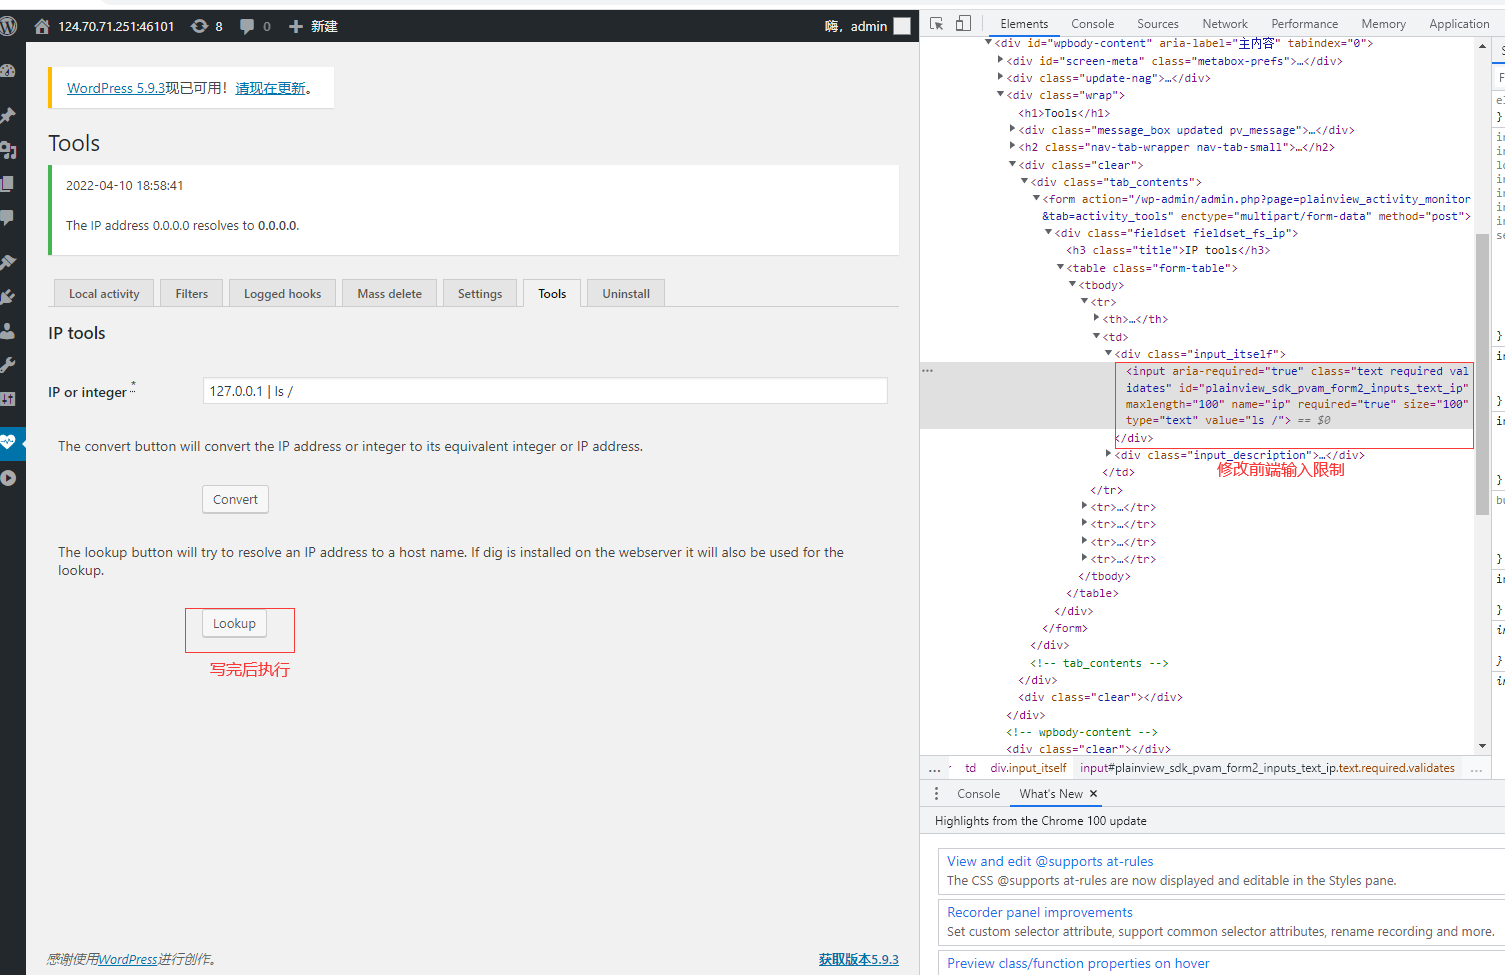 124.70.71.251:46101 8 0 新建 嗨，admin
WordPress 5.9.3现已可用！请现在更新。
Tools
2022-04-10 18:58:41
The IP address 0.0.0.0 resolves to 0.0.0.0.
Local activity Filters Logged hooks Mass delete Settings Tools Uninstall
IP tools
IP or integer * 127.0.0.1 | ls /
The convert button will convert the IP address or integer to its equivalent integer or IP address.
Convert
The lookup button will try to resolve an IP address to a host name. If dig is installed on the webserver it will also be used for the
lookup.
Lookup
写完后执行
感谢使用WordPress进行创作。 获取版本5.9.3
Elements Console Sources Network Performance Memory Application
<div id="wpbody-content" aria-label="主内容" tabindex="0">
<div id="screen-meta" class="metabox-prefs">…</div>
<div class="update-nag">…</div>
<div class="wrap">
<h1>Tools</h1>
<div class="message_box updated pv_message">…</div>
<h2 class="nav-tab-wrapper nav-tab-small">…</h2>
<div class="clear">
<div class="tab_contents">
<form action="/wp-admin/admin.php?page=plainview_activity_monitor
&tab=activity_tools" enctype="multipart/form-data" method="post">
<div class="fieldset fieldset_fs_ip">
<h3 class="title">IP tools</h3>
<table class="form-table">
<tbody>
<tr>
<th>…</th>
<td>
<div class="input_itself">
<input aria-required="true" class="text required val
idates" id="plainview_sdk_pvam_form2_inputs_text_ip"
maxlength="100" name="ip" required="true" size="100"
type="text" value="ls /"> == $0
</div>
<div class="input_description">…</div>
修改前端输入限制
</td>
</tr>
<tr>…</tr>
<tr>…</tr>
<tr>…</tr>
<tr>…</tr>
</tbody>
</table>
</div>
</form>
</div>
<!-- tab_contents -->
</div>
<div class="clear"></div>
</div>
<!-- wpbody-content -->
<div class="clear"></div>
... td div.input_itself input#plainview_sdk_pvam_form2_inputs_text_ip.text.required.validates ...
Console What's New ×
Highlights from the Chrome 100 update
View and edit @supports at-rules
The CSS @supports at-rules are now displayed and editable in the Styles pane.
Recorder panel improvements
Set custom selector attribute, support common selector attributes, rename recording and more.
Preview class/function properties on hover